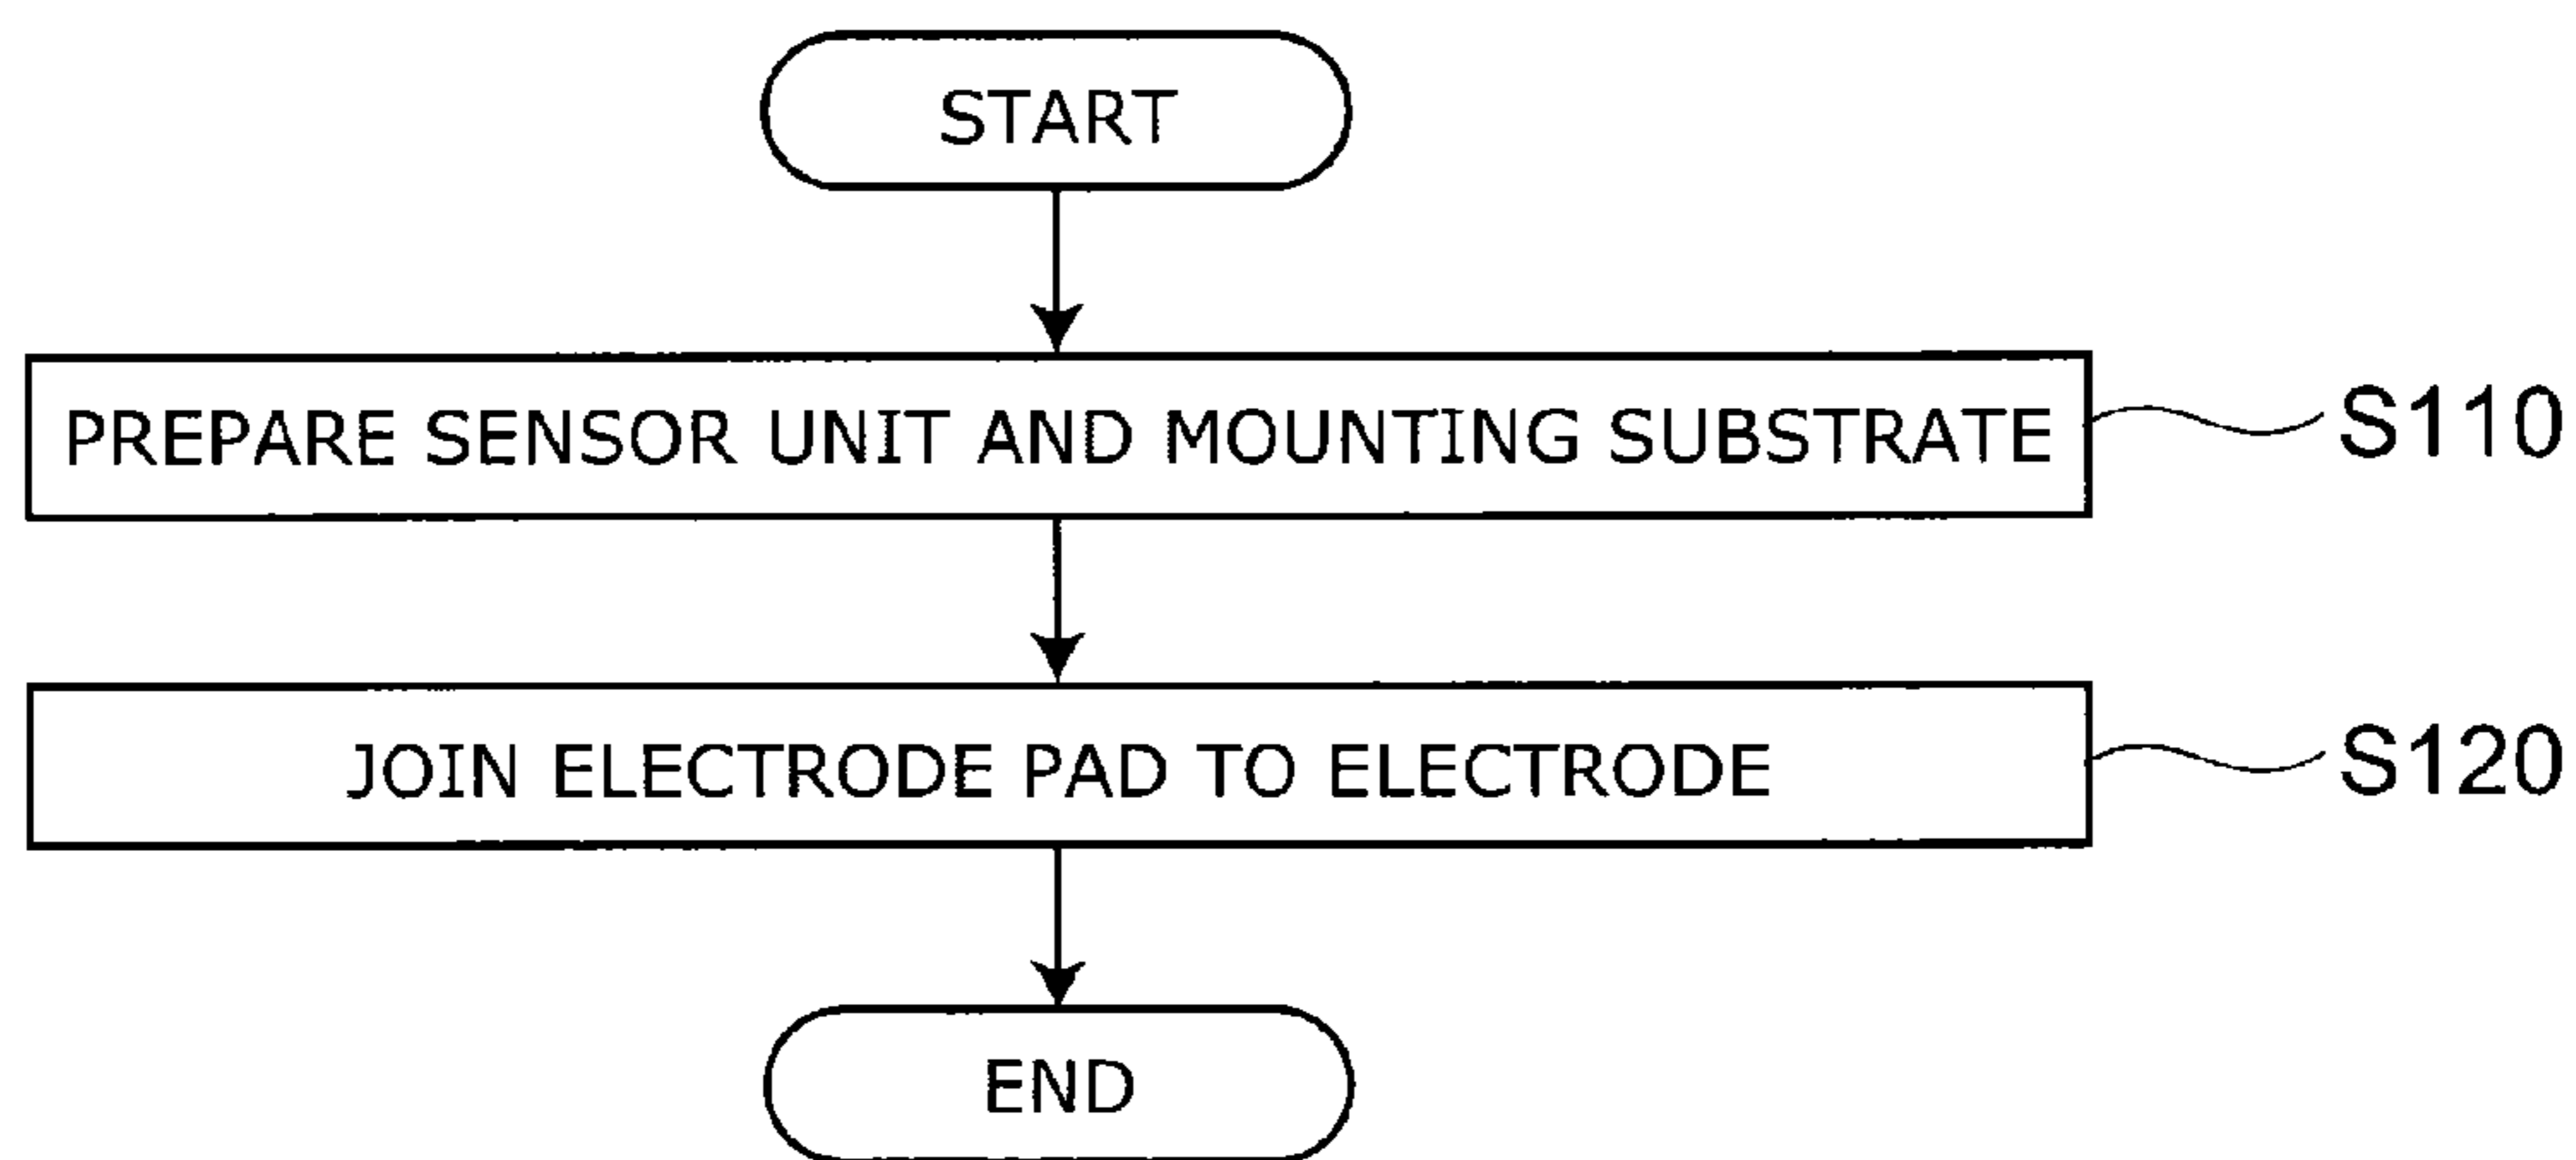 START
PREPARE SENSOR UNIT AND MOUNTING SUBSTRATE
S110
JOIN ELECTRODE PAD TO ELECTRODE
S120
END